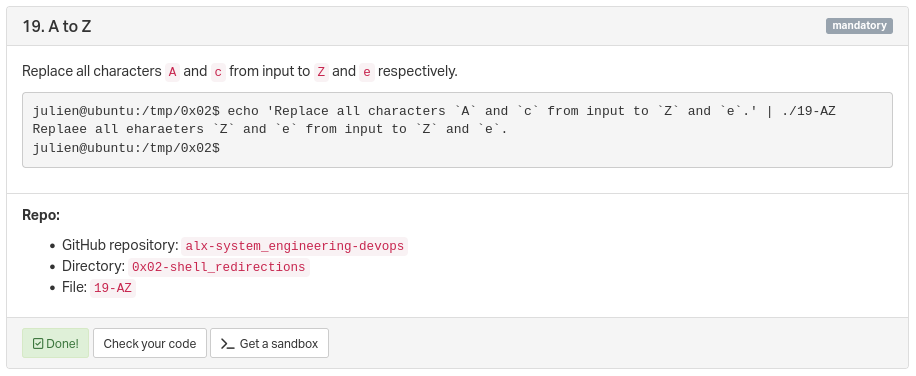 19. A to Z
mandatory
Replace all characters A and c from input to Z and e respectively.
julien@ubuntu:/tmp/0x02$ echo 'Replace all characters `A` and `c` from input to `Z` and `e`.' | ./19-AZ
Replaee all eharaeters `Z` and `e` from input to `Z` and `e`.
julien@ubuntu:/tmp/0x02$
Repo:
• GitHub repository: alx-system_engineering-devops
• Directory: 0x02-shell_redirections
• File: 19-AZ
Done! Check your code >_ Get a sandbox